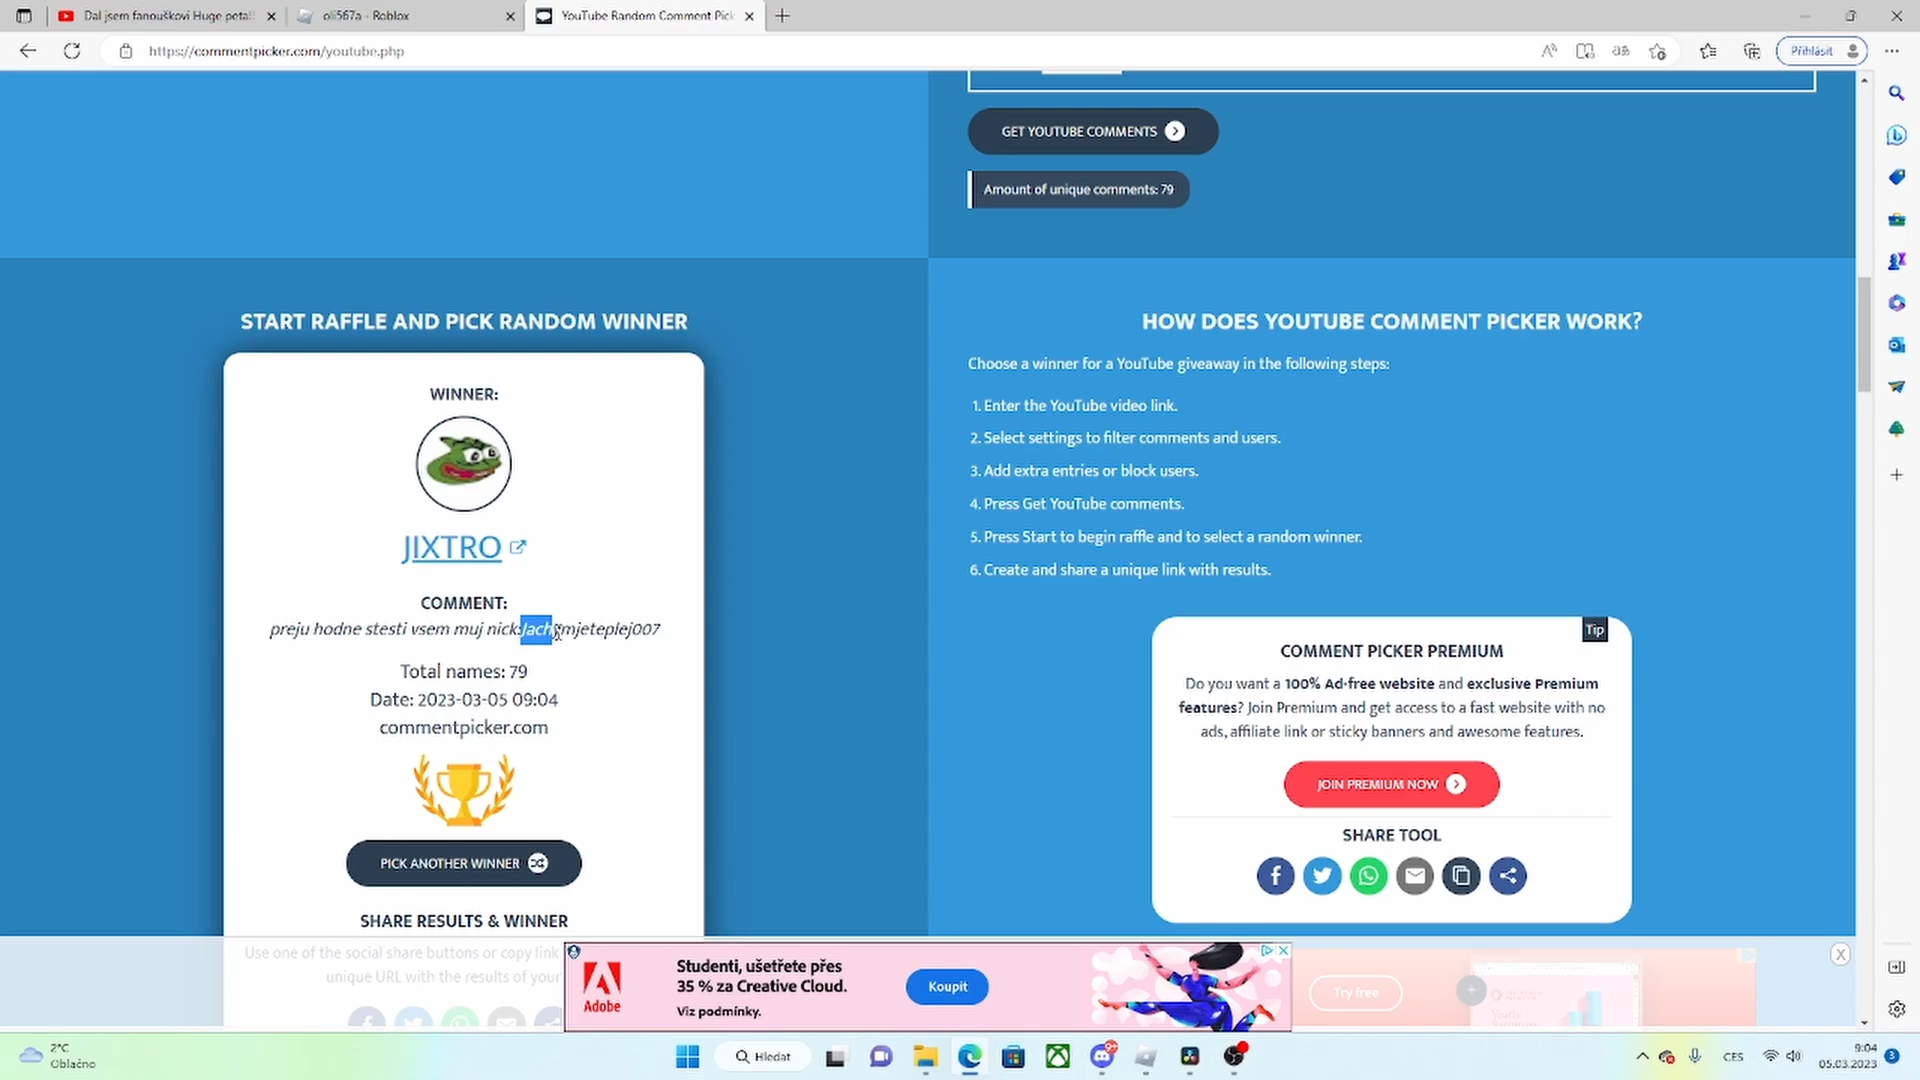 Dal jsem fanouškovi Huge peta!!
oli567a - Roblox
YouTube Random Comment Pick
https://commentpicker.com/youtube.php
Přihlásit
GET YOUTUBE COMMENTS
Amount of unique comments: 79
START RAFFLE AND PICK RANDOM WINNER
WINNER:
JIXTRO
COMMENT:
preju hodne stesti vsem muj nick:Jachymjeteplej007
Total names: 79
Date: 2023-03-05 09:04
commentpicker.com
PICK ANOTHER WINNER
SHARE RESULTS & WINNER
Use one of the social share buttons or copy link
unique URL with the results of your
HOW DOES YOUTUBE COMMENT PICKER WORK?
Choose a winner for a YouTube giveaway in the following steps:
1. Enter the YouTube video link.
2. Select settings to filter comments and users.
3. Add extra entries or block users.
4. Press Get YouTube comments.
5. Press Start to begin raffle and to select a random winner.
6. Create and share a unique link with results.
Tip
COMMENT PICKER PREMIUM
Do you want a 100% Ad-free website and exclusive Premium
features? Join Premium and get access to a fast website with no
ads, affiliate link or sticky banners and awesome features.
JOIN PREMIUM NOW
SHARE TOOL
Adobe
Studenti, ušetřete přes
35 % za Creative Cloud.
Viz podmínky.
Koupit
Try free
2°C
Oblačno
Hledat
9+
CES
9:04
05.03.2023
3